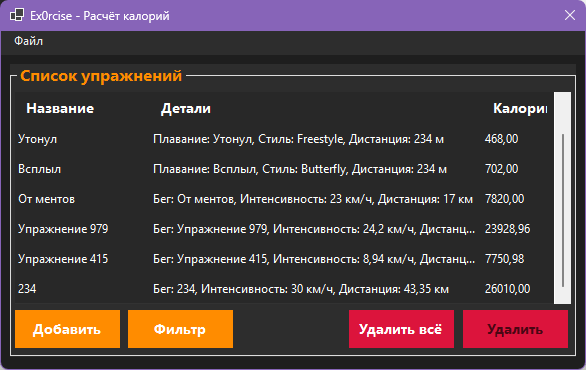 Ex0rcise - Расчёт калорий
Файл
Список упражнений
Название Детали Калори
Утонул Плавание: Утонул, Стиль: Freestyle, Дистанция: 234 м 468,00
Всплыл Плавание: Всплыл, Стиль: Butterfly, Дистанция: 234 м 702,00
От ментов Бег: От ментов, Интенсивность: 23 км/ч, Дистанция: 17 км 7820,00
Упражнение 979 Бег: Упражнение 979, Интенсивность: 24,2 км/ч, Дистанц... 23928,96
Упражнение 415 Бег: Упражнение 415, Интенсивность: 8,94 км/ч, Дистанц... 7750,98
234 Бег: 234, Интенсивность: 30 км/ч, Дистанция: 43,35 км 26010,00
Добавить Фильтр Удалить всё Удалить